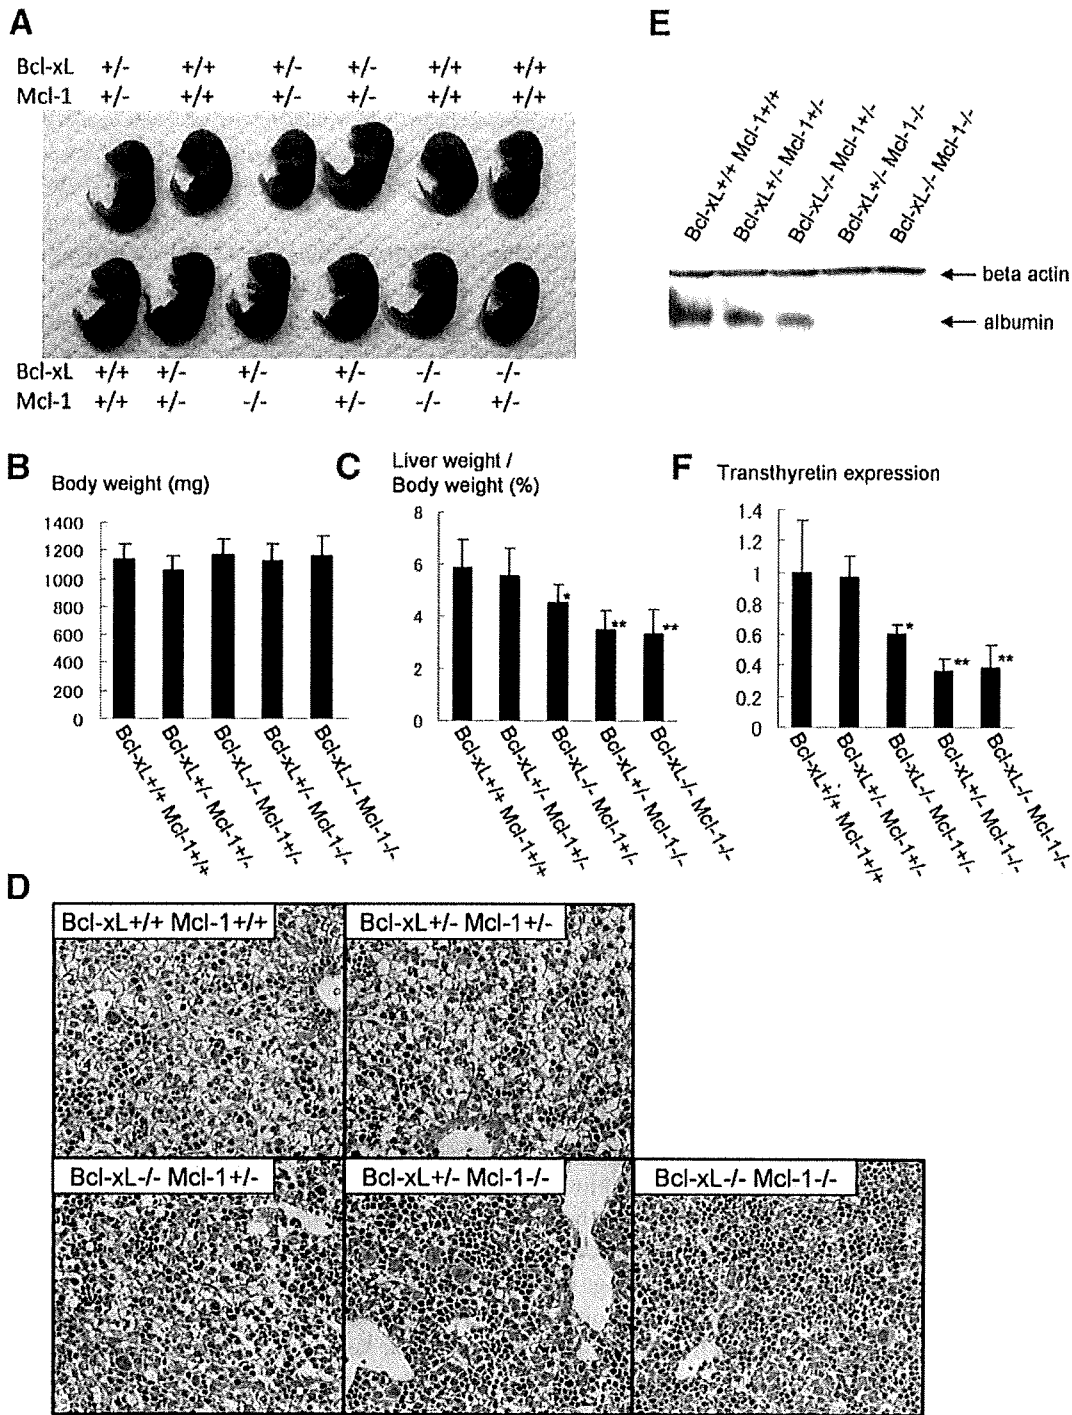 A
Bcl-xL +/- +/+ +/- +/- +/+ +/+
Mcl-1 +/- +/+ +/- +/- +/+ +/+
Bcl-xL +/+ +/- +/- +/- -/- -/-
Mcl-1 +/+ +/- -/- +/- -/- +/-
E
Bcl-xL+/+ Mcl-1+/+
Bcl-xL+/- Mcl-1+/-
Bcl-xL-/- Mcl-1+/-
Bcl-xL+/- Mcl-1-/-
Bcl-xL-/- Mcl-1-/-
beta actin
albumin
B
Body weight (mg)
1400
1200
1000
800
600
400
200
0
Bcl-xL+/+ Mcl-1+/+
Bcl-xL+/- Mcl-1+/-
Bcl-xL-/- Mcl-1+/-
Bcl-xL+/- Mcl-1-/-
Bcl-xL-/- Mcl-1-/-
C
Liver weight /
Body weight (%)
8
6
4
2
0
*
**
**
Bcl-xL+/+ Mcl-1+/+
Bcl-xL+/- Mcl-1+/-
Bcl-xL-/- Mcl-1+/-
Bcl-xL+/- Mcl-1-/-
Bcl-xL-/- Mcl-1-/-
F
Transthyretin expression
1.4
1.2
1
0.8
0.6
0.4
0.2
0
*
**
**
Bcl-xL+/+ Mcl-1+/+
Bcl-xL+/- Mcl-1+/-
Bcl-xL-/- Mcl-1+/-
Bcl-xL+/- Mcl-1-/-
Bcl-xL-/- Mcl-1-/-
D
Bcl-xL+/+ Mcl-1+/+
Bcl-xL+/- Mcl-1+/-
Bcl-xL-/- Mcl-1+/-
Bcl-xL+/- Mcl-1-/-
Bcl-xL-/- Mcl-1-/-